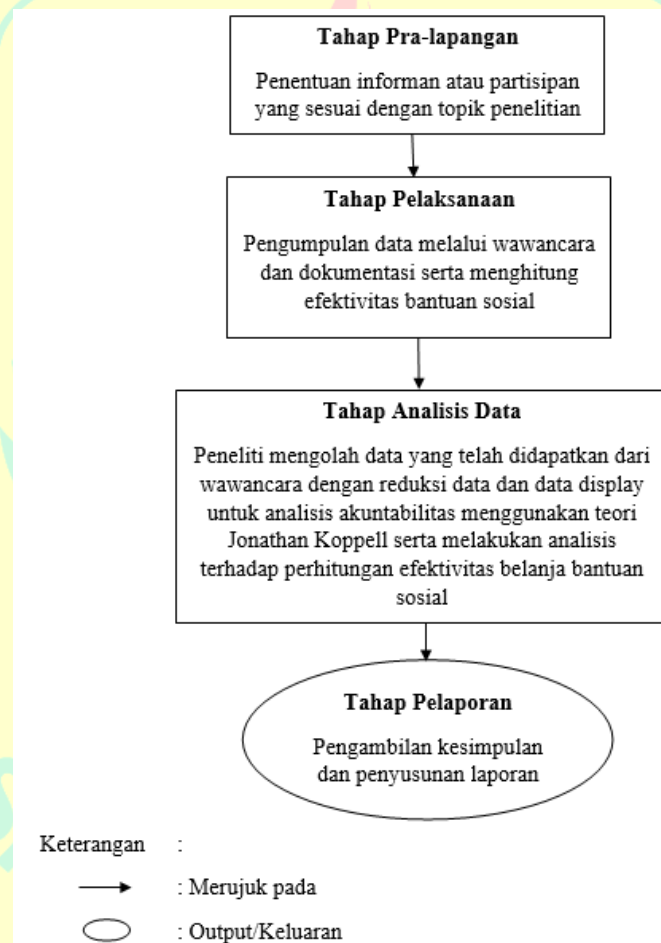 Tahap Pra-lapangan
Penentuan informan atau partisipan
yang sesuai dengan topik penelitian
Tahap Pelaksanaan
Pengumpulan data melalui wawancara
dan dokumentasi serta menghitung
efektivitas bantuan sosial
Tahap Analisis Data
Peneliti mengolah data yang telah didapatkan dari
wawancara dengan reduksi data dan data display
untuk analisis akuntabilitas menggunakan teori
Jonathan Koppell serta melakukan analisis
terhadap perhitungan efektivitas belanja bantuan
sosial
Tahap Pelaporan
Pengambilan kesimpulan
dan penyusunan laporan
Keterangan :
: Merujuk pada
: Output/Keluaran